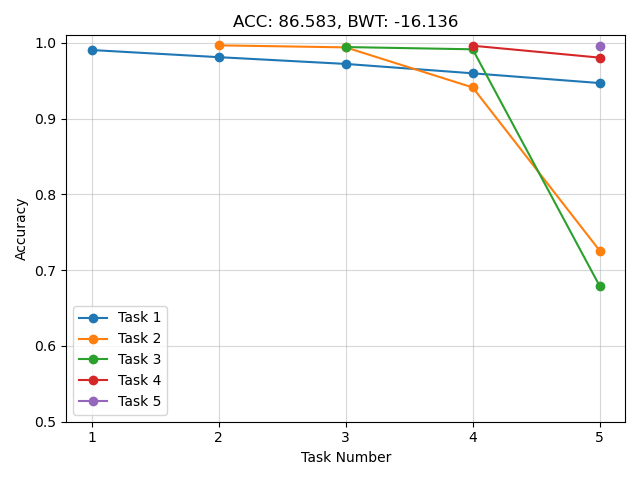 ACC: 86.583, BWT: -16.136
Accuracy
1.0
0.9
0.8
0.7
0.6
0.5
Task 1
Task 2
Task 3
Task 4
Task 5
1 2 3 4 5
Task Number